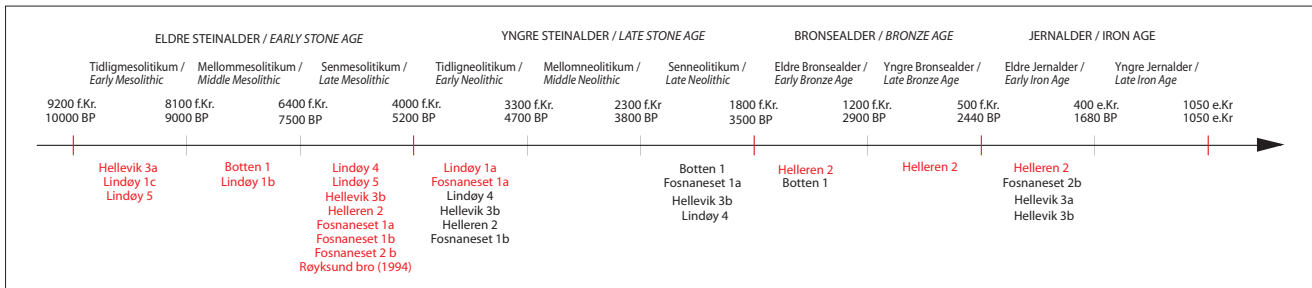 ELDRE STEINALDER / EARLY STONE AGE
YNGRE STEINALDER / LATE STONE AGE
BRONSEALDER / BRONZE AGE
JERNALDER / IRON AGE
Tidligmesolitikum /
Early Mesolithic
Mellommesolitikum /
Middle Mesolithic
Senmesolitikum /
Late Mesolithic
Tidligneolitikum /
Early Neolithic
Mellomneolitikum /
Middle Neolithic
Senneolitikum /
Late Neolithic
Eldre Bronsealder /
Early Bronze Age
Yngre Bronsealder /
Late Bronze Age
Eldre Jernalder /
Early Iron Age
Yngre Jernalder /
Late Iron Age
9200 f.Kr.
10000 BP
8100 f.Kr.
9000 BP
6400 f.Kr.
7500 BP
4000 f.Kr.
5200 BP
3300 f.Kr.
4700 BP
2300 f.Kr
3800 BP
1800 f.Kr.
3500 BP
1200 f.Kr.
2900 BP
500 f.Kr.
2440 BP
400 e.Kr.
1680 BP
1050 e.Kr
1050 e.Kr
Hellevik 3a
Lindøy 1c
Lindøy 5
Botten 1
Lindøy 1b
Lindøy 4
Lindøy 5
Hellevik 3b
Helleren 2
Fosnaneset 1a
Fosnaneset 1b
Fosnaneset 2 b
Røyksund bro (1994)
Lindøy 1a
Fosnaneset 1a
Lindøy 4
Hellevik 3b
Helleren 2
Fosnaneset 1b
Botten 1
Fosnaneset 1a
Hellevik 3b
Lindøy 4
Helleren 2
Botten 1
Helleren 2
Helleren 2
Fosnaneset 2b
Hellevik 3a
Hellevik 3b